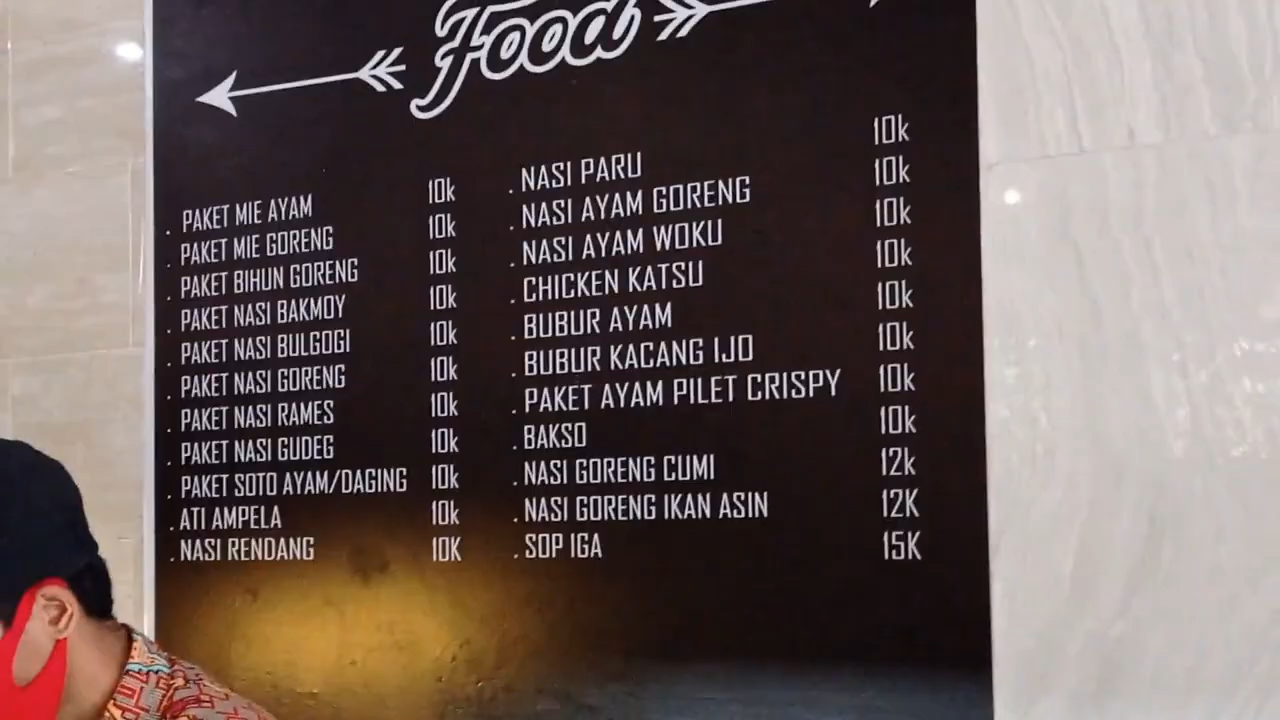 Food
. PAKET MIE AYAM 10k
. PAKET MIE GORENG 10k
. PAKET BIHUN GORENG 10k
. PAKET NASI BAKMOY 10k
. PAKET NASI BULGOGI 10k
. PAKET NASI GORENG 10k
. PAKET NASI RAMES 10k
. PAKET NASI GUDEG 10k
. PAKET SOTO AYAM/DAGING 10k
. ATI AMPELA 10k
. NASI RENDANG 10K
. NASI PARU 10k
. NASI AYAM GORENG 10k
. NASI AYAM WOKU 10k
. CHICKEN KATSU 10k
. BUBUR AYAM 10k
. BUBUR KACANG IJO 10k
. PAKET AYAM PILET CRISPY 10k
. BAKSO 10k
. NASI GORENG CUMI 12k
. NASI GORENG IKAN ASIN 12K
. SOP IGA 15K